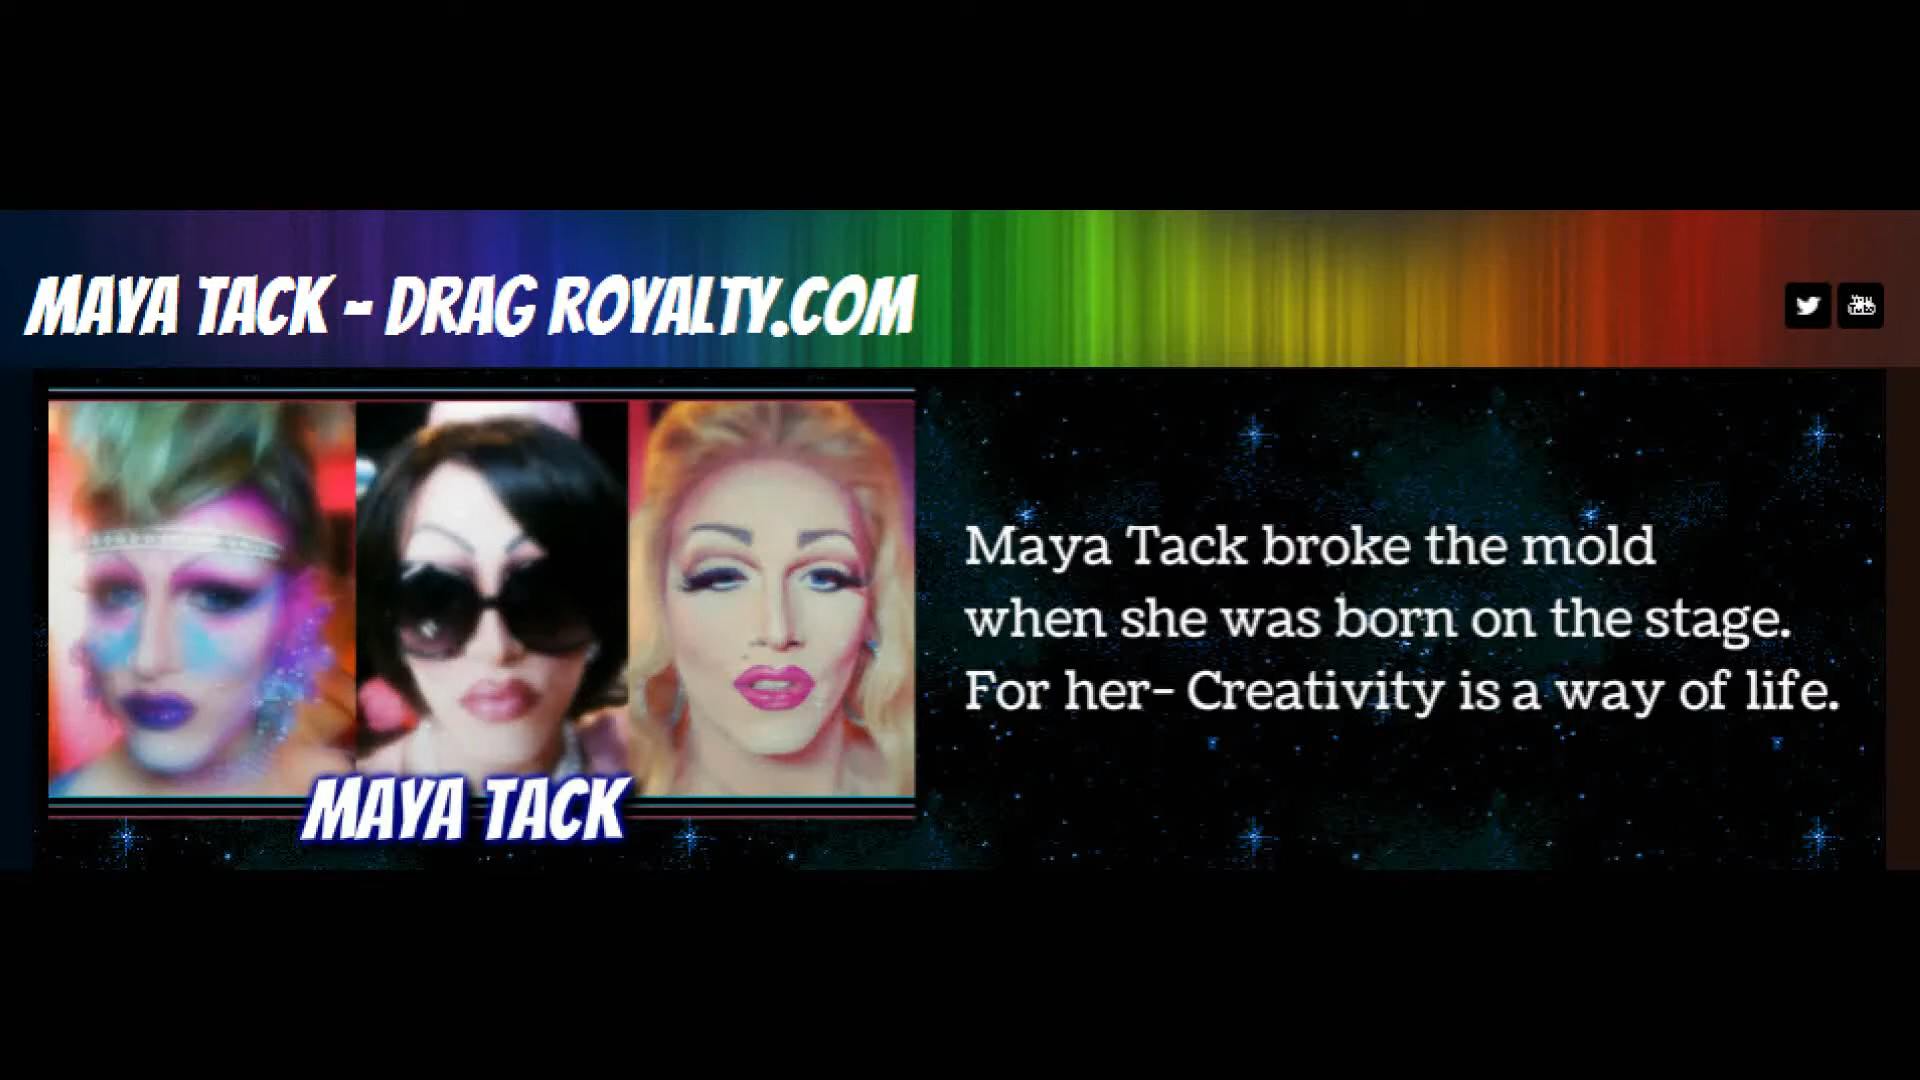 MAYA TACK - DRAG ROYALTY.COM
Maya Tack broke the mold
when she was born on the stage.
For her- Creativity is a way of life.
MAYA TACK